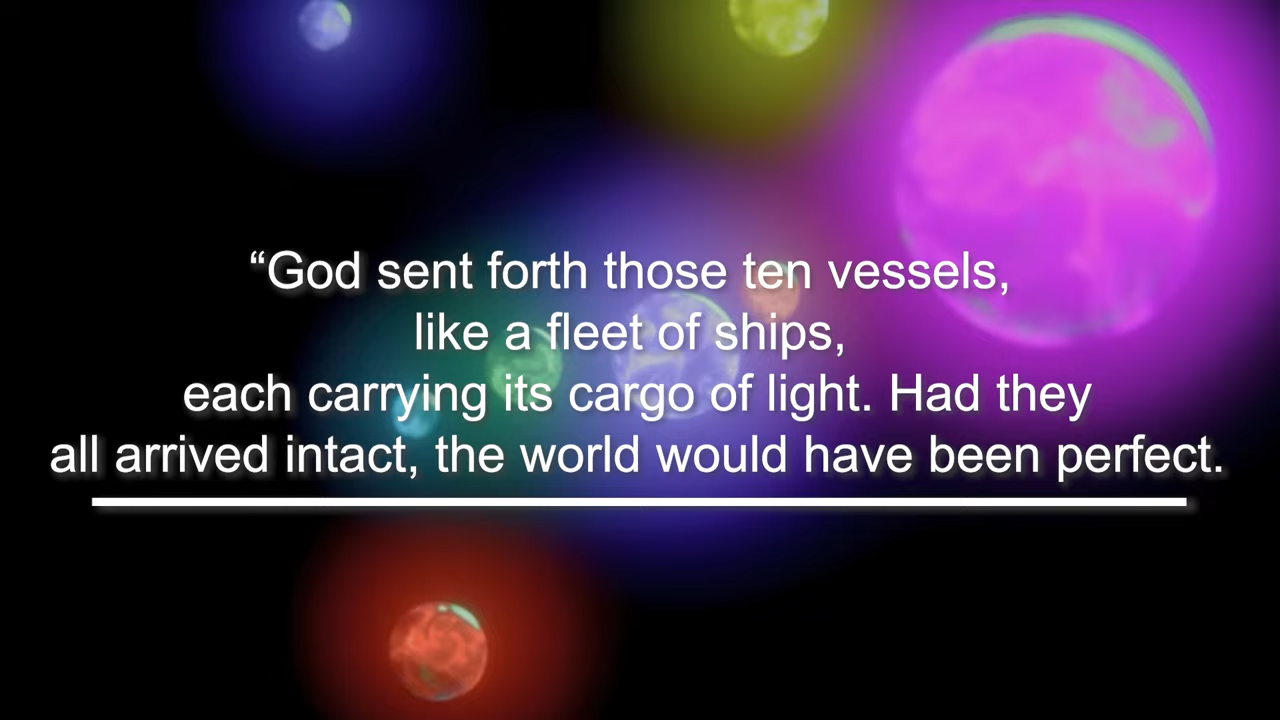 “God sent forth those ten vessels,
like a fleet of ships,
each carrying its cargo of light. Had they
all arrived intact, the world would have been perfect.